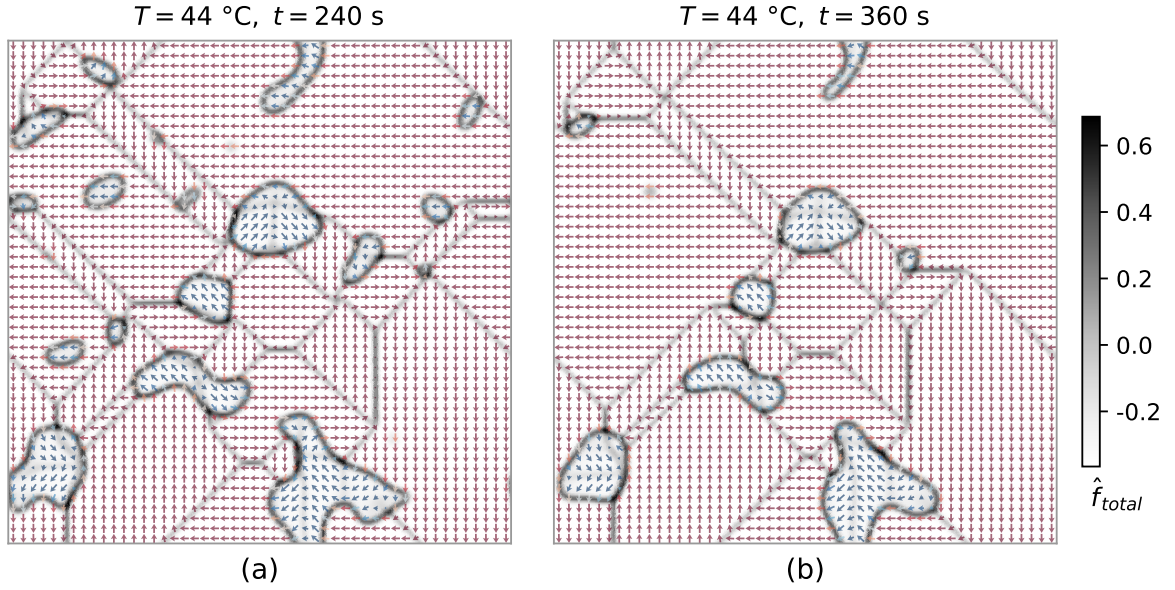 T = 44 °C, t = 240 s
T = 44 °C, t = 360 s
0.6
0.4
0.2
0.0
-0.2
f̂total
(a)
(b)